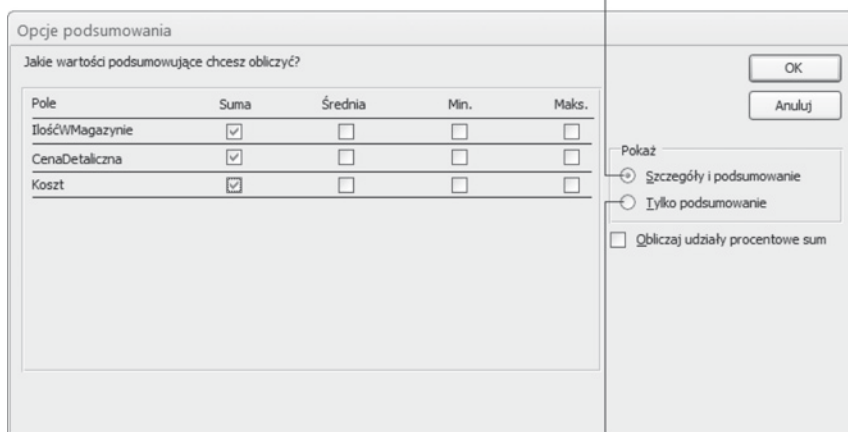 Opcje podsumowania
Jakie wartości podsumowujące chcesz obliczyć?
OK
Anuluj
Pole Suma Średnia Min. Maks.
IlośćWMagazynie
CenaDetaliczna
Koszt
Pokaż
Szczegóły i podsumowanie
Tylko podsumowanie
Obliczaj udziały procentowe sum